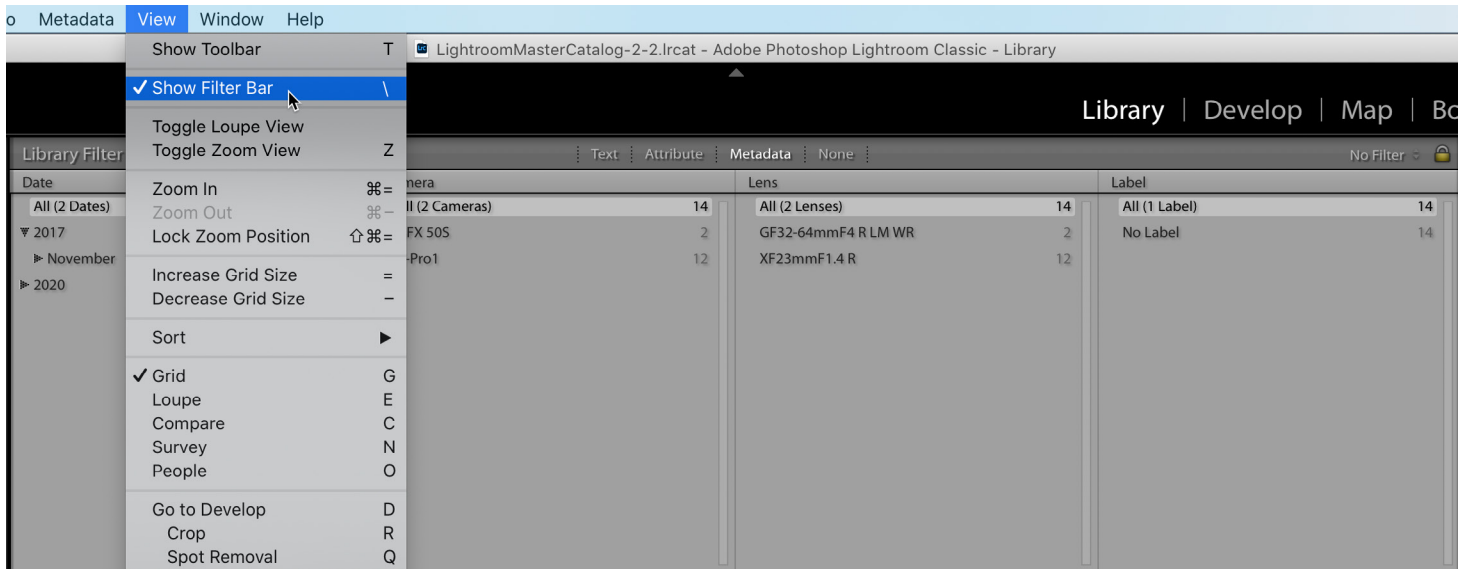 o Metadata View Window Help
Show Toolbar T
LightroomMasterCatalog-2-2.lrcat - Adobe Photoshop Lightroom Classic - Library
✓ Show Filter Bar \
Library | Develop | Map | Bo
Toggle Loupe View
Toggle Zoom View Z
Library Filter
Text Attribute Metadata None
No Filter
Zoom In ⌘=
Zoom Out ⌘−
Lock Zoom Position ⇧⌘=
Increase Grid Size =
Decrease Grid Size −
Sort ▶
✓ Grid G
Loupe E
Compare C
Survey N
People O
Go to Develop D
Crop R
Spot Removal Q
Date
All (2 Dates)
2017
November
2020
mera
ll (2 Cameras) 14
FX 50S 2
-Pro1 12
Lens
All (2 Lenses) 14
GF32-64mmF4 R LM WR 2
XF23mmF1.4 R 12
Label
All (1 Label) 14
No Label 14